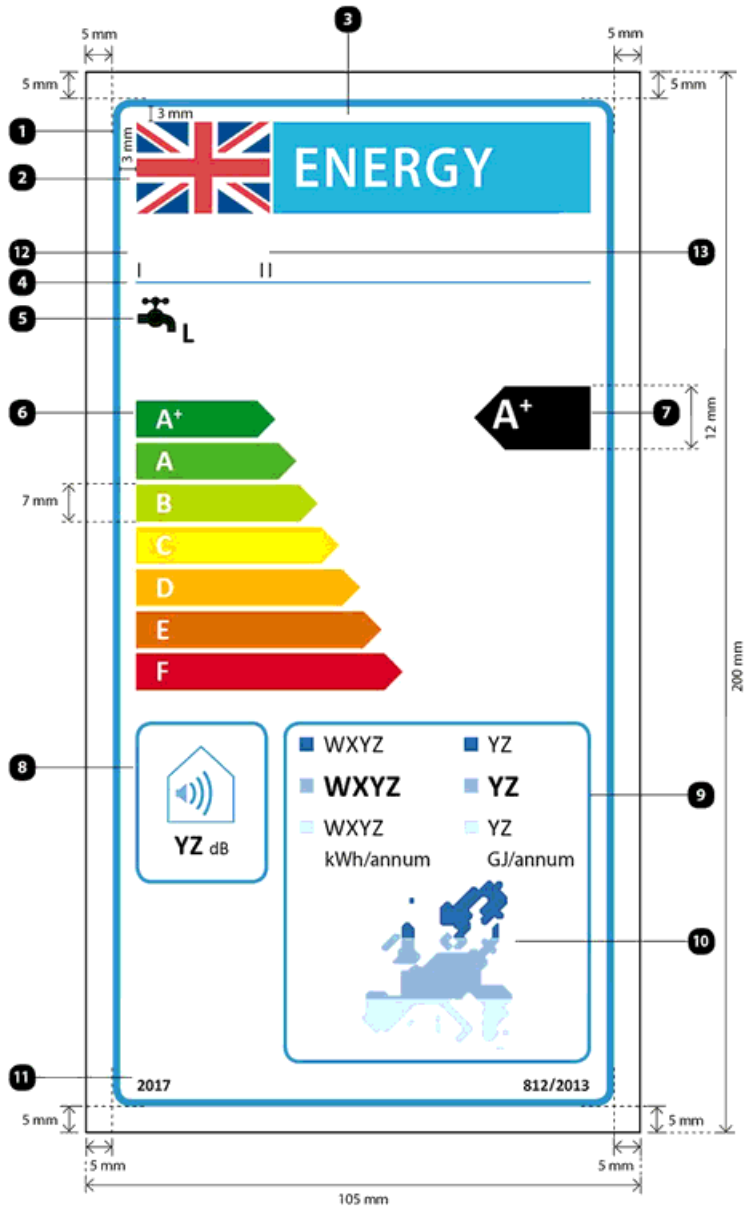 3
5 mm 5 mm
5 mm 5 mm
3 mm
1
3 mm
2
ENERGY
12 13
I II
4
5
L
6
A+ A+
7
12 mm
A
7 mm
B
C
D
E
F
200 mm
8
WXYZ YZ
WXYZ YZ
9
WXYZ YZ
kWh/annum GJ/annum
YZ dB
10
11
2017 812/2013
5 mm 5 mm
5 mm 5 mm
105 mm